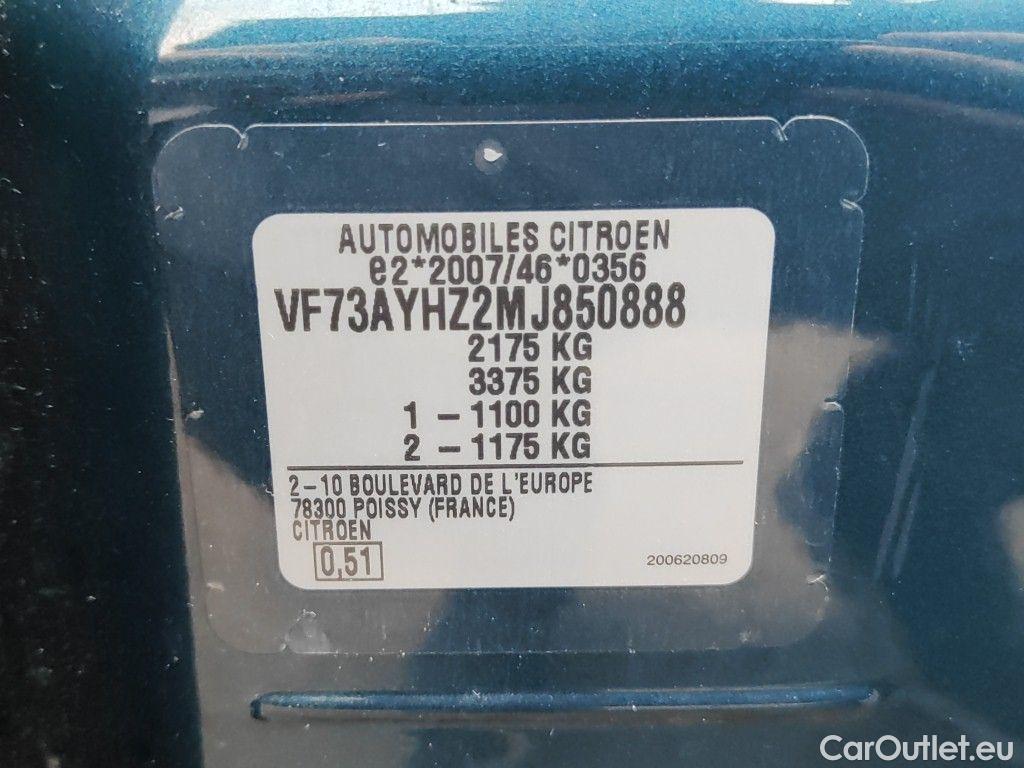 AUTOMOBILES CITROEN
e2*2007/46*0356
VF73AYHZ2MJ850888
2175 KG
3375 KG
1 - 1100 KG
2 - 1175 KG
2-10 BOULEVARD DE L'EUROPE
78300 POISSY (FRANCE)
CITROEN
0,51
200620809
CarOutlet.eu